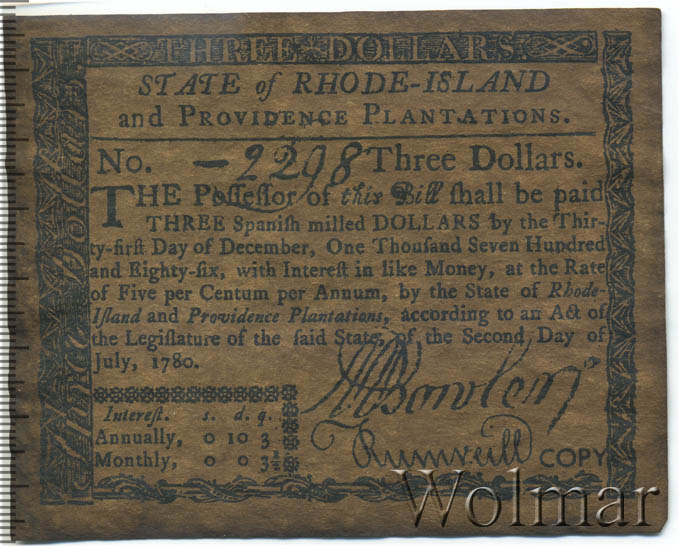 THREE DOLLARS.
STATE of RHODE-ISLAND
and PROVIDENCE PLANTATIONS.
No. 2298 Three Dollars.
THE Poſſeſſor of this Bill ſhall be paid
THREE Spaniſh milled DOLLARS by the Thir-
ty-firſt Day of December, One Thouſand Seven Hundred
and Eighty-ſix, with Intereſt in like Money, at the Rate
of Five per Centum per Annum, by the State of Rhode-
Iſland and Providence Plantations, according to an Act of
the Legiſlature of the ſaid State, of the Second Day of
July, 1780.
Intereſt. s. d. q.
Annually, 0 10 3
Monthly, 0 0 3½
Bowler
COPY
Three Dollars
Wolmar